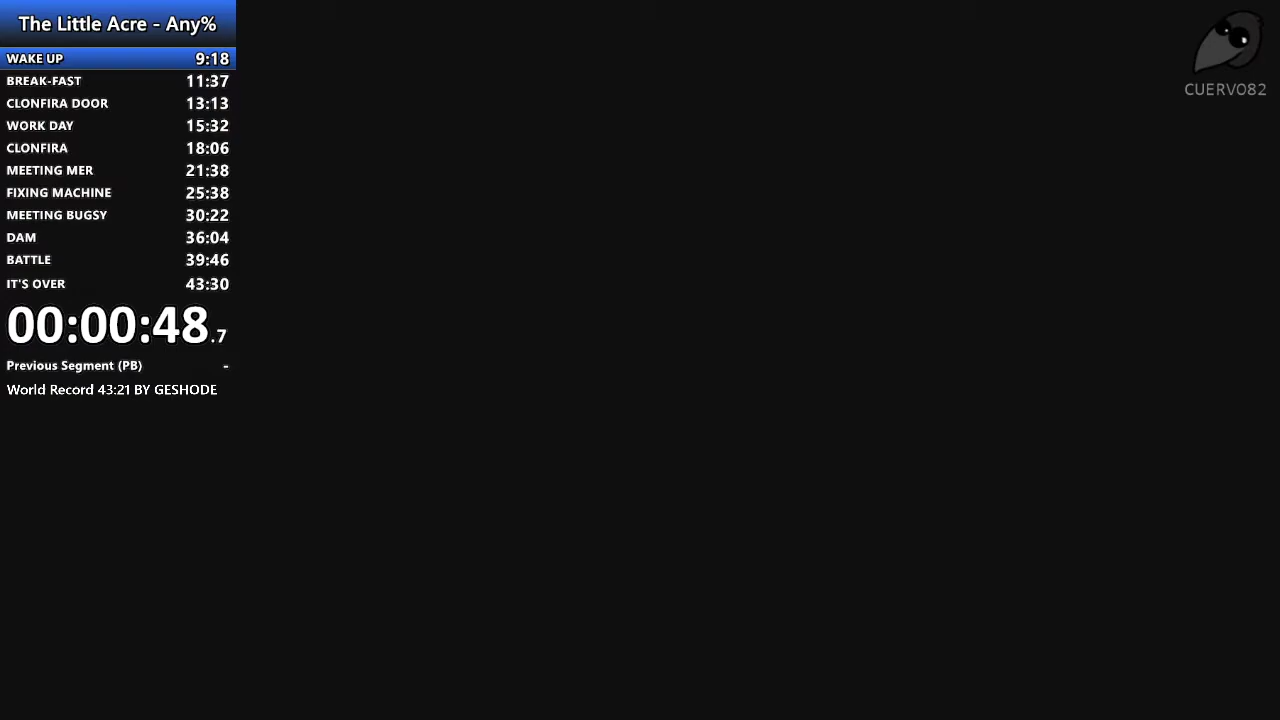 The Little Acre - Any%
WAKE UP 9:18
BREAK-FAST 11:37
CLONFIRA DOOR 13:13
WORK DAY 15:32
CLONFIRA 18:06
MEETING MER 21:38
FIXING MACHINE 25:38
MEETING BUGSY 30:22
DAM 36:04
BATTLE 39:46
IT'S OVER 43:30
00:00:48.7
Previous Segment (PB) -
World Record 43:21 BY GESHODE
CUERVO82